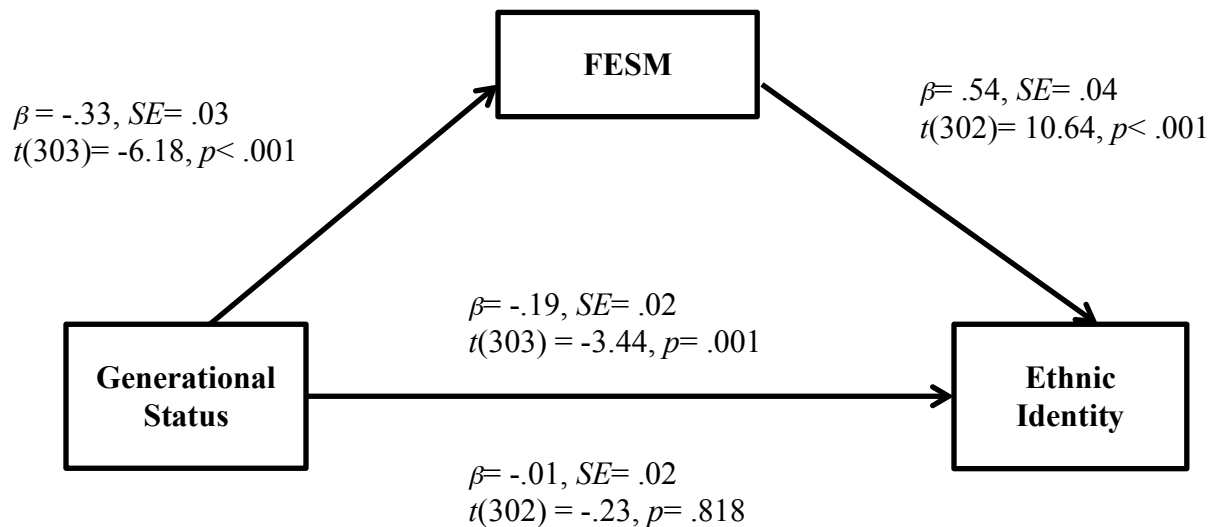 FESM
β = -.33, SE= .03
t(303)= -6.18, p< .001
β= .54, SE= .04
t(302)= 10.64, p< .001
β= -.19, SE= .02
t(303) = -3.44, p= .001
Generational
Status
Ethnic
Identity
β= -.01, SE= .02
t(302) = -.23, p= .818